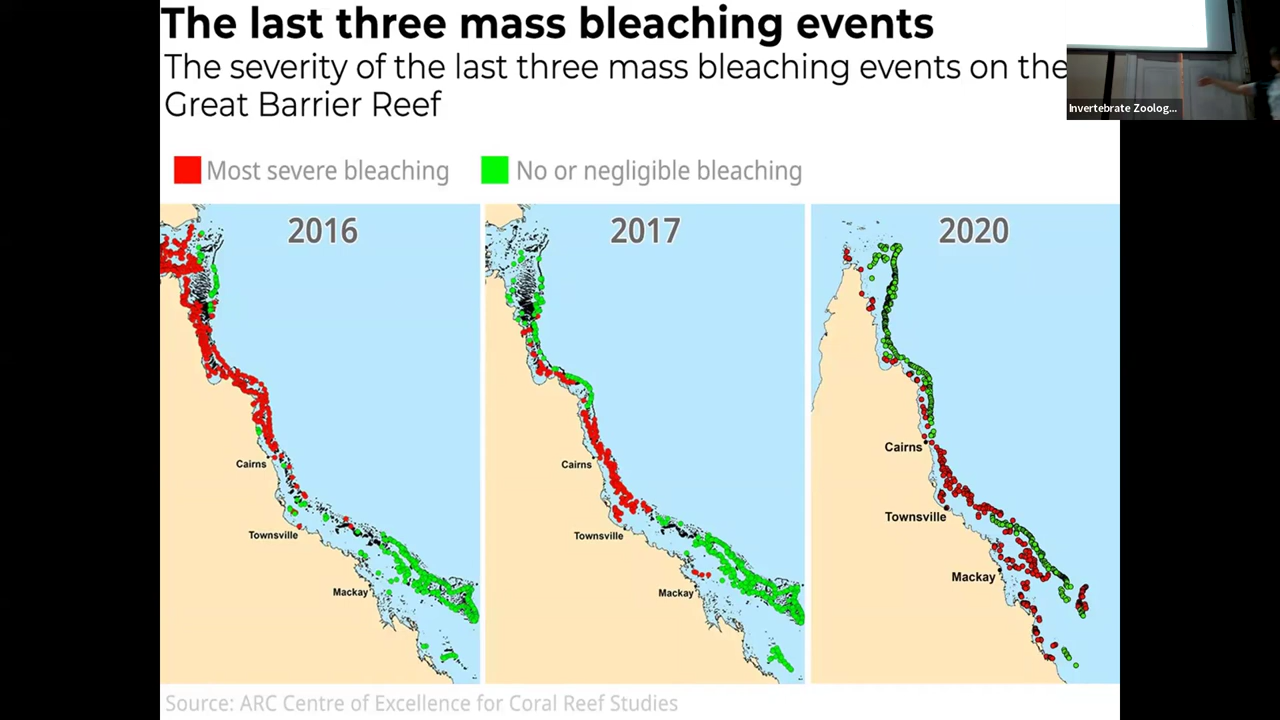 The last three mass bleaching events
The severity of the last three mass bleaching events on the
Great Barrier Reef
Invertebrate Zoolog...
Most severe bleaching
No or negligible bleaching
2016
2017
2020
Cairns
Townsville
Mackay
Cairns
Townsville
Mackay
Cairns
Townsville
Mackay
Source: ARC Centre of Excellence for Coral Reef Studies